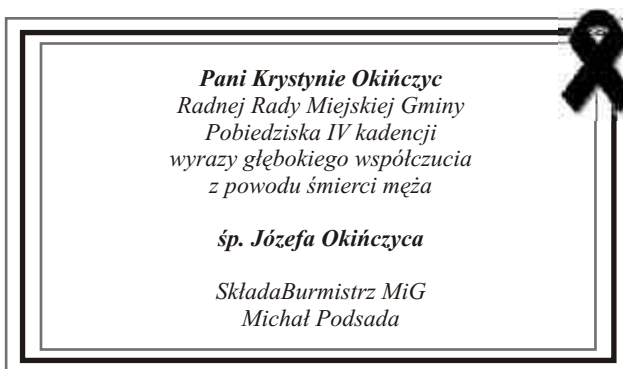 Pani Krystynie Okińczyc
Radnej Rady Miejskiej Gminy
Pobiedziska IV kadencji
wyrazy głębokiego współczucia
z powodu śmierci męża
śp. Józefa Okińczyca
SkładaBurmistrz MiG
Michał Podsada